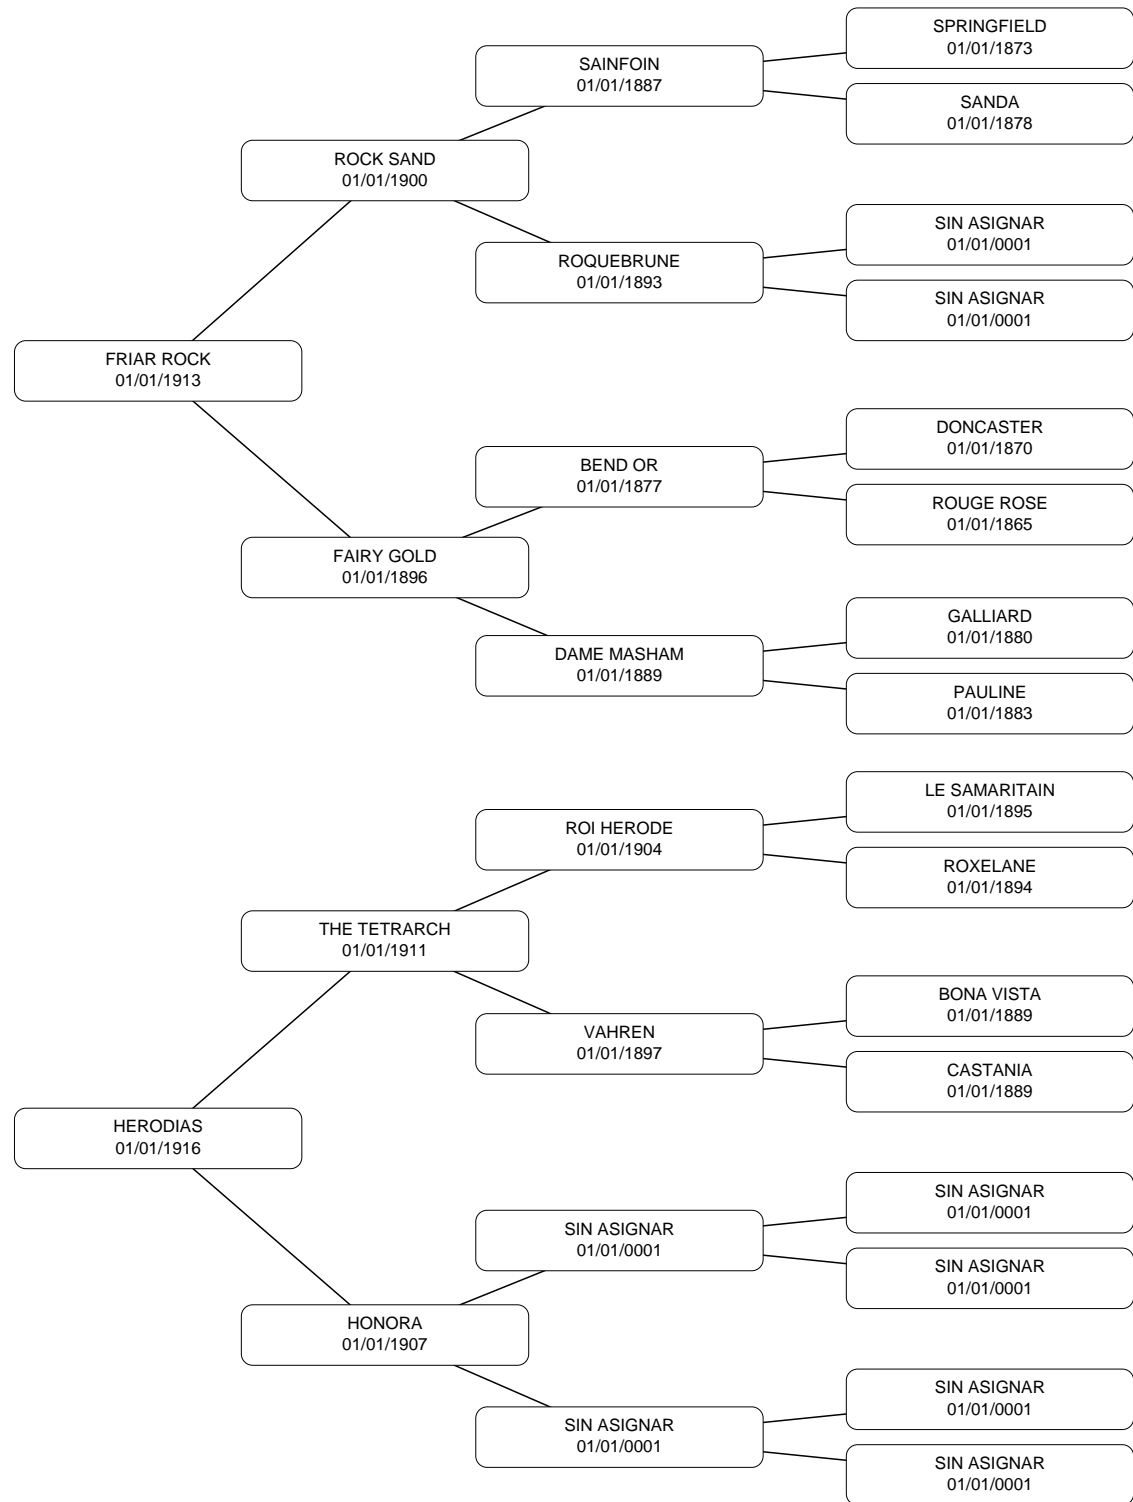 SPRINGFIELD
01/01/1873
SAINFOIN
01/01/1887
SANDA
01/01/1878
ROCK SAND
01/01/1900
SIN ASIGNAR
01/01/0001
ROQUEBRUNE
01/01/1893
SIN ASIGNAR
01/01/0001
FRIAR ROCK
01/01/1913
DONCASTER
01/01/1870
BEND OR
01/01/1877
ROUGE ROSE
01/01/1865
FAIRY GOLD
01/01/1896
GALLIARD
01/01/1880
DAME MASHAM
01/01/1889
PAULINE
01/01/1883
LE SAMARITAIN
01/01/1895
ROI HERODE
01/01/1904
ROXELANE
01/01/1894
THE TETRARCH
01/01/1911
BONA VISTA
01/01/1889
VAHREN
01/01/1897
CASTANIA
01/01/1889
HERODIAS
01/01/1916
SIN ASIGNAR
01/01/0001
SIN ASIGNAR
01/01/0001
SIN ASIGNAR
01/01/0001
HONORA
01/01/1907
SIN ASIGNAR
01/01/0001
SIN ASIGNAR
01/01/0001
SIN ASIGNAR
01/01/0001